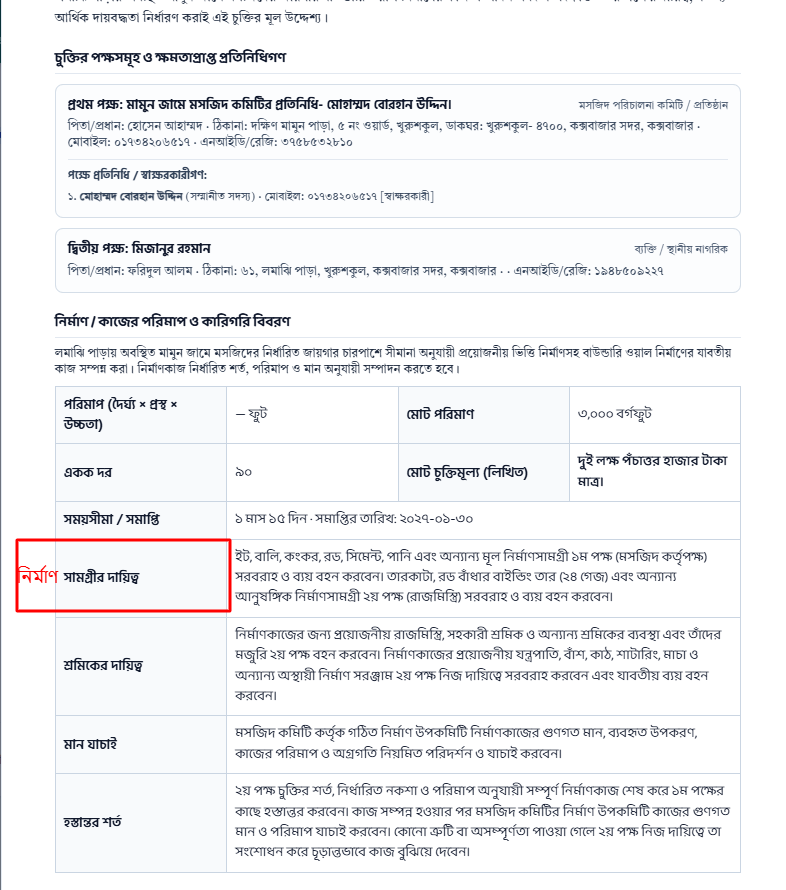 আর্থিক দায়বদ্ধতা নির্ধারণ করাই এই চুক্তির মূল উদ্দেশ্য।
চুক্তির পক্ষসমূহ ও ক্ষমতাপ্রাপ্ত প্রতিনিধিগণ
প্রথম পক্ষ: মামুন জামে মসজিদ কমিটির প্রতিনিধি- মোহাম্মদ বোরহান উদ্দিন।
মসজিদ পরিচালনা কমিটি / প্রতিষ্ঠান
পিতা/প্রধান: হোসেন আহাম্মদ · ঠিকানা: দক্ষিণ মামুন পাড়া, ৫ নং ওয়ার্ড, খুরুশকুল, ডাকঘর: খুরুশকুল- ৪৭০০, কক্সবাজার সদর, কক্সবাজার ·
মোবাইল: ০১৭৩৪২০৬৫১৭ · এনআইডি/রেজি: ৩৭৫৮৫৩২৮১০
পক্ষে প্রতিনিধি / স্বাক্ষরকারীগণ:
১. মোহাম্মদ বোরহান উদ্দিন (সম্মানীত সদস্য) · মোবাইল: ০১৭৩৪২০৬৫১৭ [স্বাক্ষরকারী]
দ্বিতীয় পক্ষ: মিজানুর রহমান
ব্যক্তি / স্থানীয় নাগরিক
পিতা/প্রধান: ফরিদুল আলম · ঠিকানা: ৬১, লমাঝি পাড়া, খুরুশকুল, কক্সবাজার সদর, কক্সবাজার · · এনআইডি/রেজি: ১৯৪৮৫০৯২২৭
নির্মাণ / কাজের পরিমাপ ও কারিগরি বিবরণ
লমাঝি পাড়ায় অবস্থিত মামুন জামে মসজিদের নির্ধারিত জায়গার চারপাশে সীমানা অনুযায়ী প্রয়োজনীয় ভিত্তি নির্মাণসহ বাউন্ডারি ওয়াল নির্মাণের যাবতীয়
কাজ সম্পন্ন করা। নির্মাণকাজ নির্ধারিত শর্ত, পরিমাপ ও মান অনুযায়ী সম্পাদন করতে হবে।
পরিমাপ (দৈর্ঘ্য × প্রস্থ ×
উচ্চতা)
— ফুট
মোট পরিমাণ
৩,০০০ বর্গফুট
একক দর
৯০
মোট চুক্তিমূল্য (লিখিত)
দুই লক্ষ পঁচাত্তর হাজার টাকা
মাত্র।
সময়সীমা / সমাপ্তি
১ মাস ১৫ দিন · সমাপ্তির তারিখ: ২০২৭-০১-৩০
নির্মাণ সামগ্রীর দায়িত্ব
ইট, বালি, কংকর, রড, সিমেন্ট, পানি এবং অন্যান্য মূল নির্মাণসামগ্রী ১ম পক্ষ (মসজিদ কর্তৃপক্ষ)
সরবরাহ ও ব্যয় বহন করবেন। তারকাটা, রড বাঁধার বাইন্ডিং তার (২৪ গেজ) এবং অন্যান্য
আনুষঙ্গিক নির্মাণসামগ্রী ২য় পক্ষ (রাজমিস্ত্রি) সরবরাহ ও ব্যয় বহন করবেন।
শ্রমিকের দায়িত্ব
নির্মাণকাজের জন্য প্রয়োজনীয় রাজমিস্ত্রি, সহকারী শ্রমিক ও অন্যান্য শ্রমিকের ব্যবস্থা এবং তাঁদের
মজুরি ২য় পক্ষ বহন করবেন। নির্মাণকাজের প্রয়োজনীয় যন্ত্রপাতি, বাঁশ, কাঠ, শাটারিং, মাচা ও
অন্যান্য অস্থায়ী নির্মাণ সরঞ্জাম ২য় পক্ষ নিজ দায়িত্বে সরবরাহ করবেন এবং যাবতীয় ব্যয় বহন
করবেন।
মান যাচাই
মসজিদ কমিটি কর্তৃক গঠিত নির্মাণ উপকমিটি নির্মাণকাজের গুণগত মান, ব্যবহৃত উপকরণ,
কাজের পরিমাপ ও অগ্রগতি নিয়মিত পরিদর্শন ও যাচাই করবেন।
হস্তান্তর শর্ত
২য় পক্ষ চুক্তির শর্ত, নির্ধারিত নকশা ও পরিমাপ অনুযায়ী সম্পূর্ণ নির্মাণকাজ শেষ করে ১ম পক্ষের
কাছে হস্তান্তর করবেন। কাজ সম্পন্ন হওয়ার পর মসজিদ কমিটির নির্মাণ উপকমিটি কাজের গুণগত
মান ও পরিমাপ যাচাই করবেন। কোনো ত্রুটি বা অসম্পূর্ণতা পাওয়া গেলে ২য় পক্ষ নিজ দায়িত্বে তা
সংশোধন করে চূড়ান্তভাবে কাজ বুঝিয়ে দেবেন।